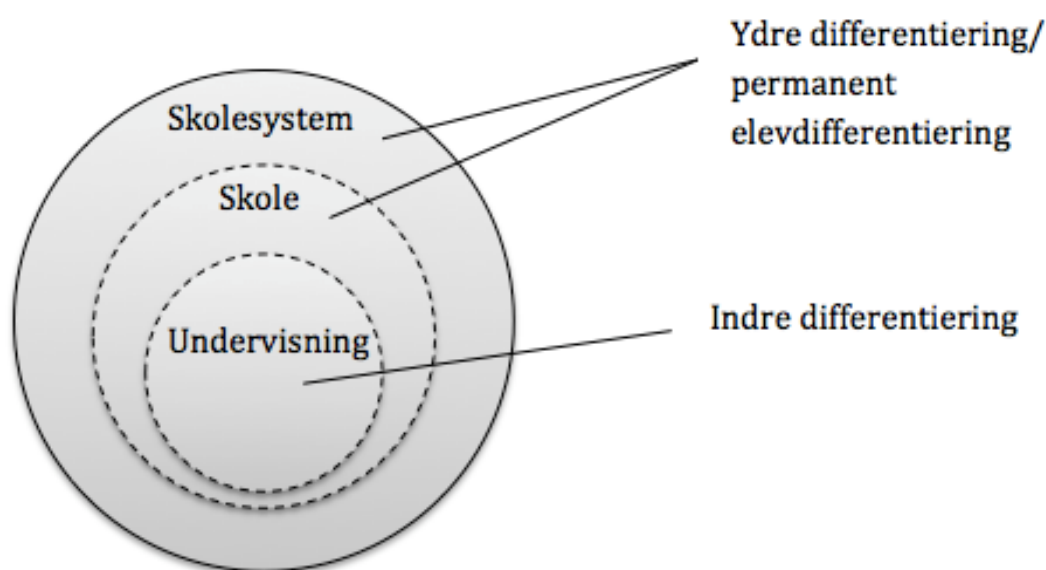 Ydre differentiering/
permanent
elevdifferentiering
Skolesystem
Skole
Undervisning
Indre differentiering